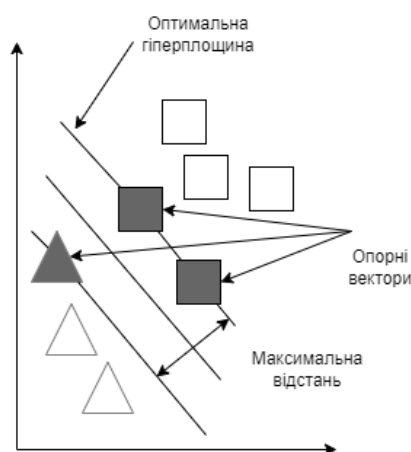 Оптимальна
гіперплощина
Опорні
вектори
Максимальна
відстань